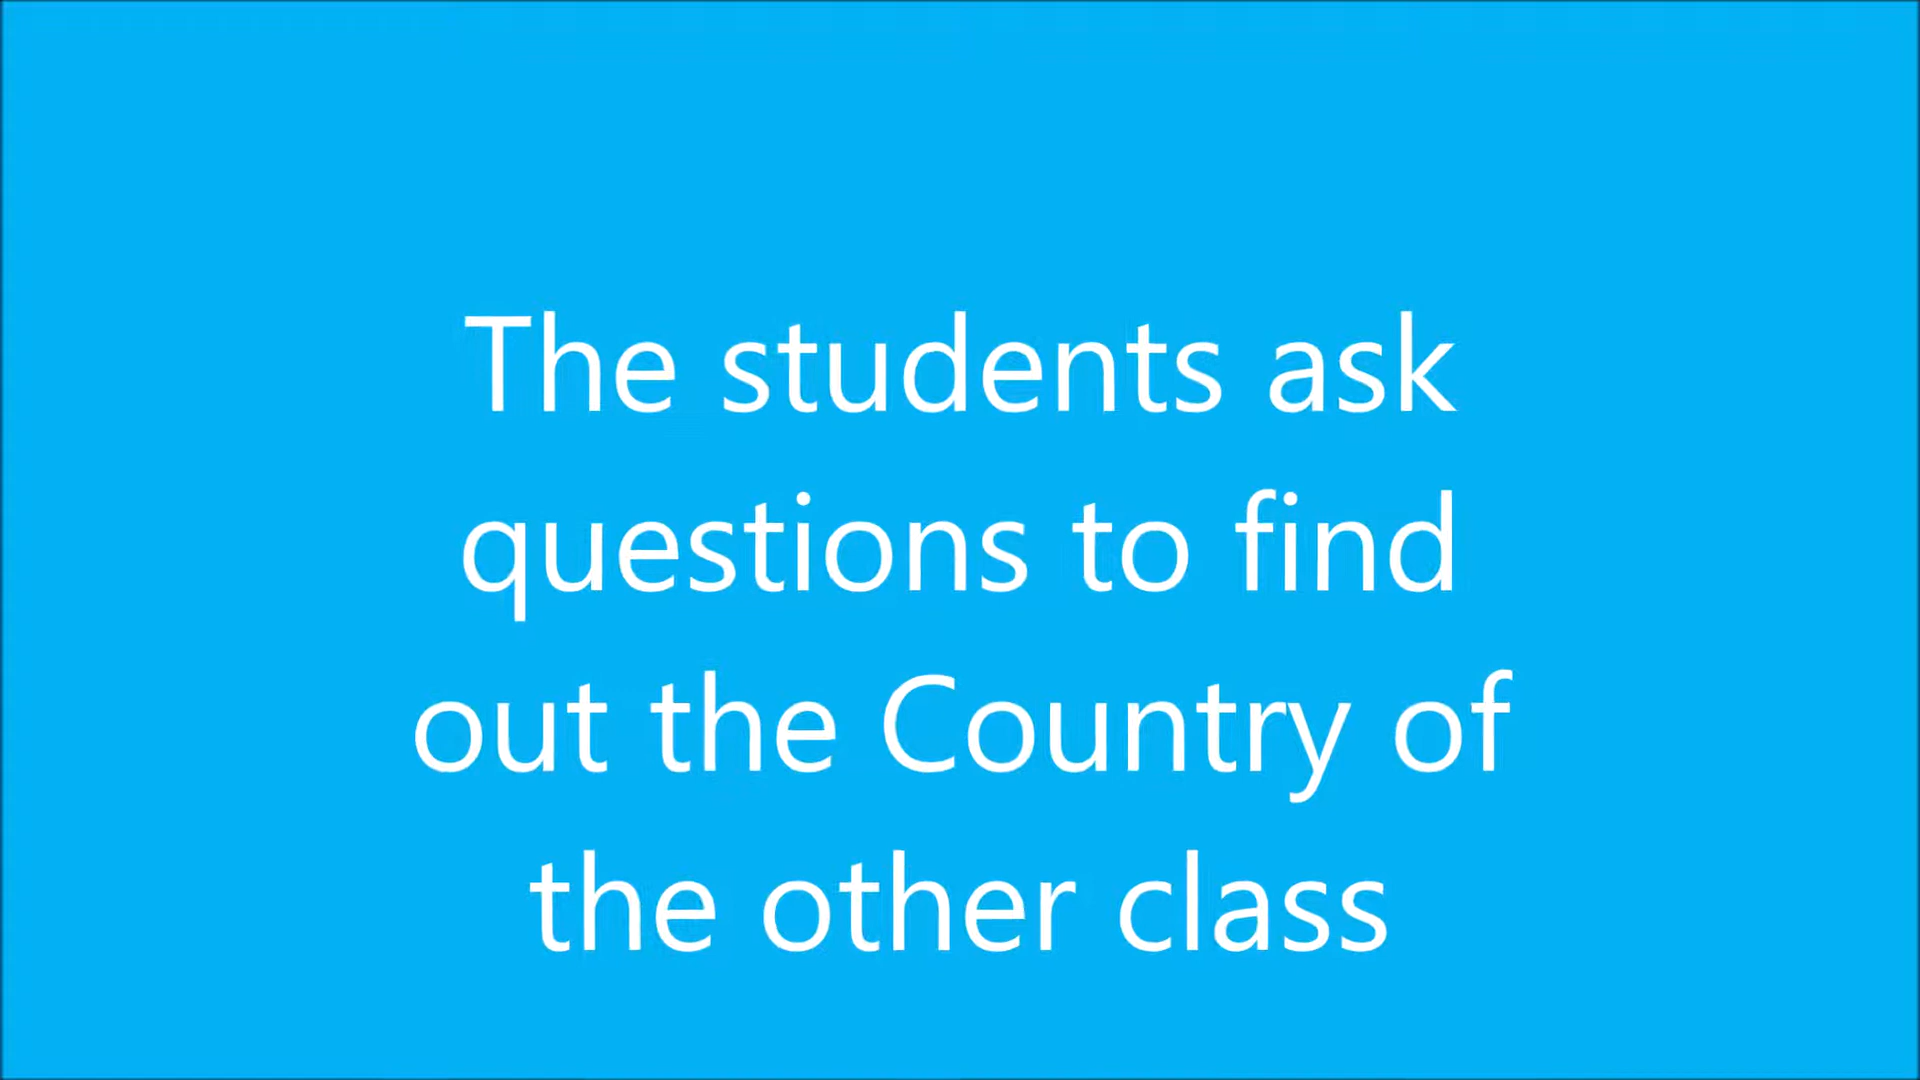 The students ask
questions to find
out the Country of
the other class